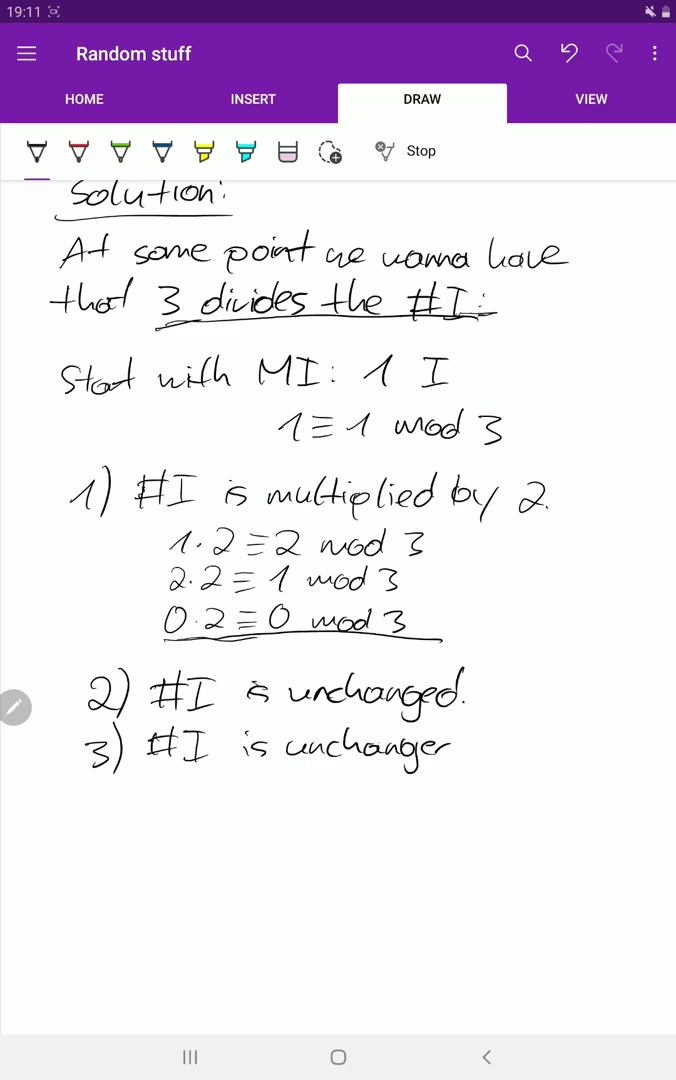 19:11
Random stuff
HOME INSERT DRAW VIEW
Stop
Solution:
At some point we wanna have
that 3 divides the #I:
Start with MI: 1 I
1 ≡ 1 mod 3
1) #I is multiplied by 2.
1·2 ≡ 2 mod 3
2·2 ≡ 1 mod 3
0·2 ≡ 0 mod 3
2) #I is unchanged.
3) #I is unchanger